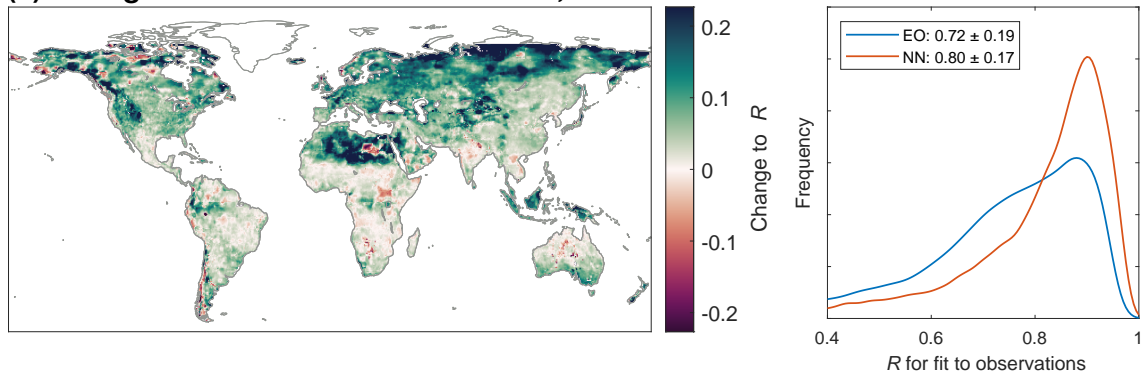 0.2
0.1
0
-0.1
-0.2
Change to R
Frequency
EO: 0.72 ± 0.19
NN: 0.80 ± 0.17
0.4
0.6
0.8
1
R for fit to observations